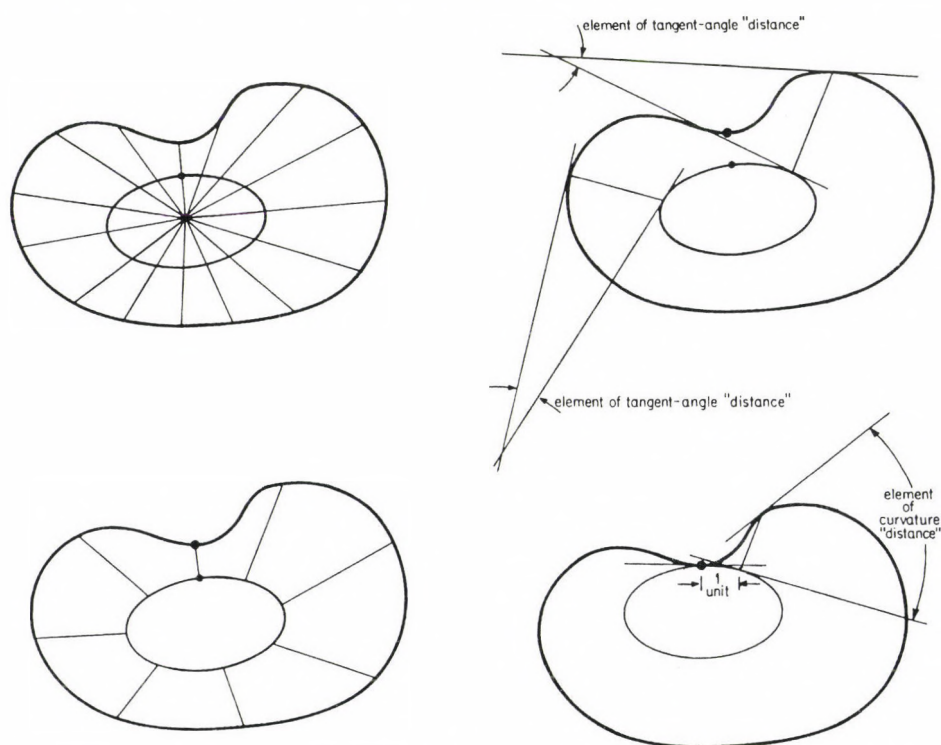 element of tangent-angle "distance"
element of tangent-angle "distance"
element
of
curvature
"distance"
1
unit